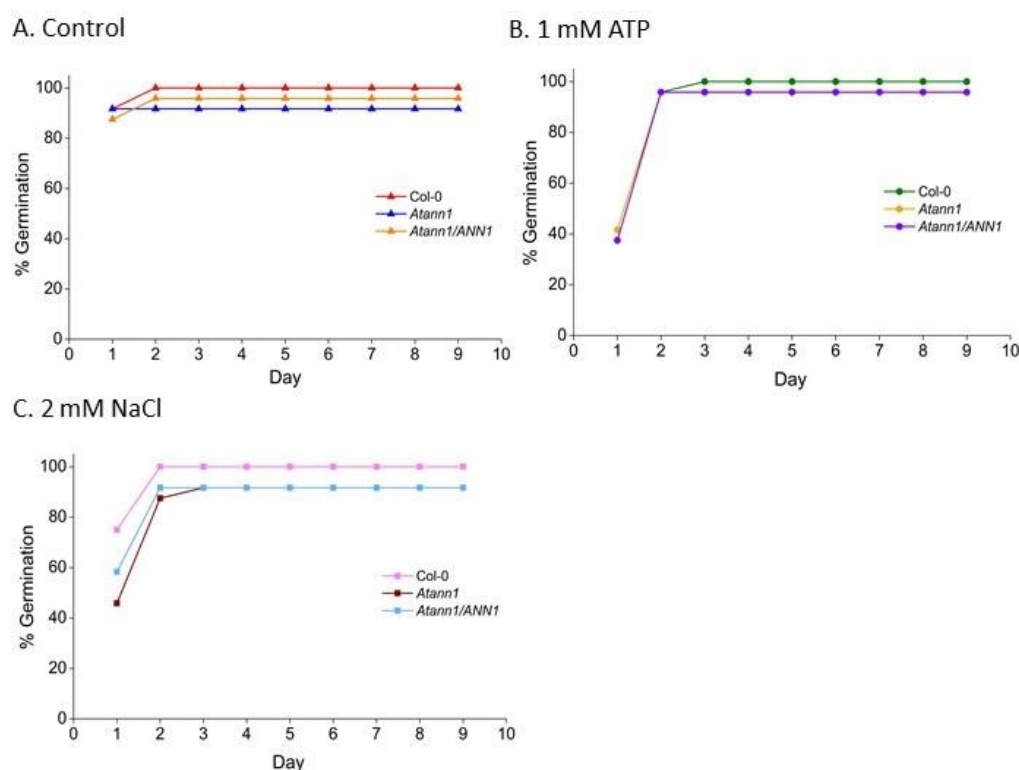 A. Control
% Germination
100
80
60
40
20
0
0 1 2 3 4 5 6 7 8 9 10
Day
Col-0
Atann1
Atann1/ANN1
B. 1 mM ATP
% Germination
100
80
60
40
20
0
0 1 2 3 4 5 6 7 8 9 10
Day
Col-0
Atann1
Atann1/ANN1
C. 2 mM NaCl
% Germination
100
80
60
40
20
0
0 1 2 3 4 5 6 7 8 9 10
Day
Col-0
Atann1
Atann1/ANN1